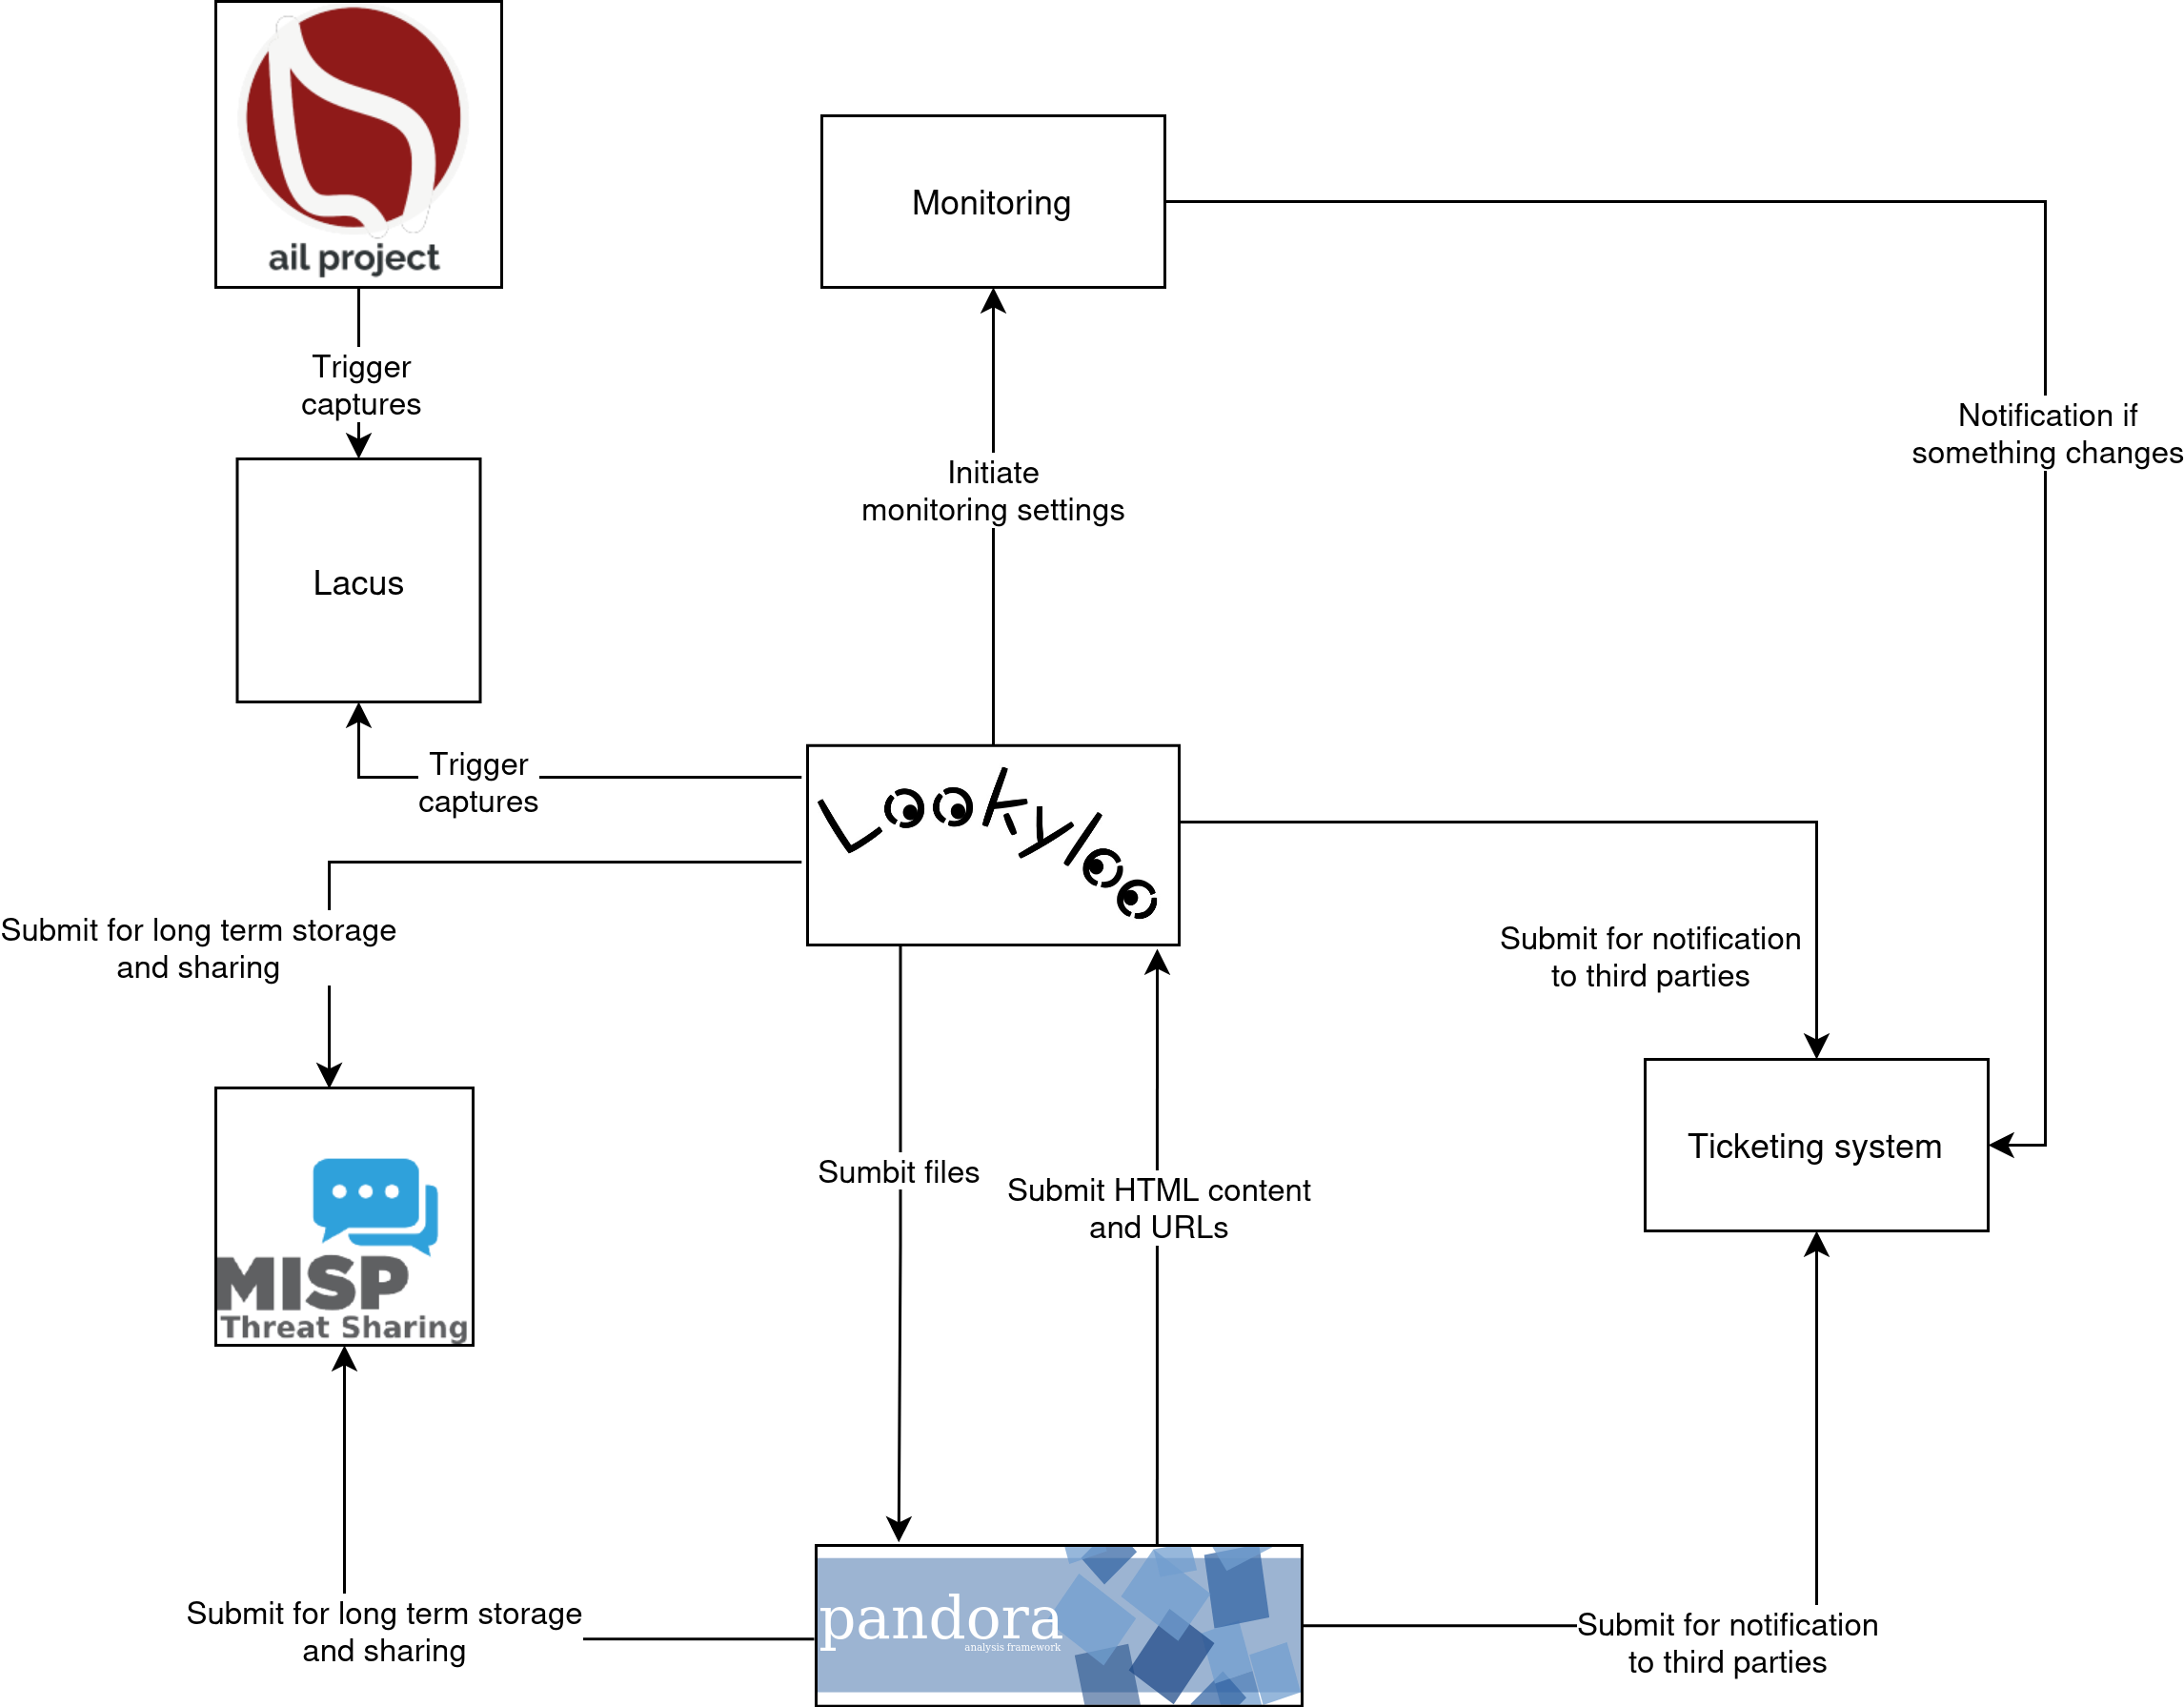 ail project
Monitoring
Trigger
captures
Notification if
something changes
Initiate
monitoring settings
Lacus
Trigger
captures
Lookyloo
Submit for long term storage
and sharing
Submit for notification
to third parties
Ticketing system
Sumbit files
Submit HTML content
and URLs
MISP
Threat Sharing
Submit for long term storage
and sharing
pandora
analysis framework
Submit for notification
to third parties